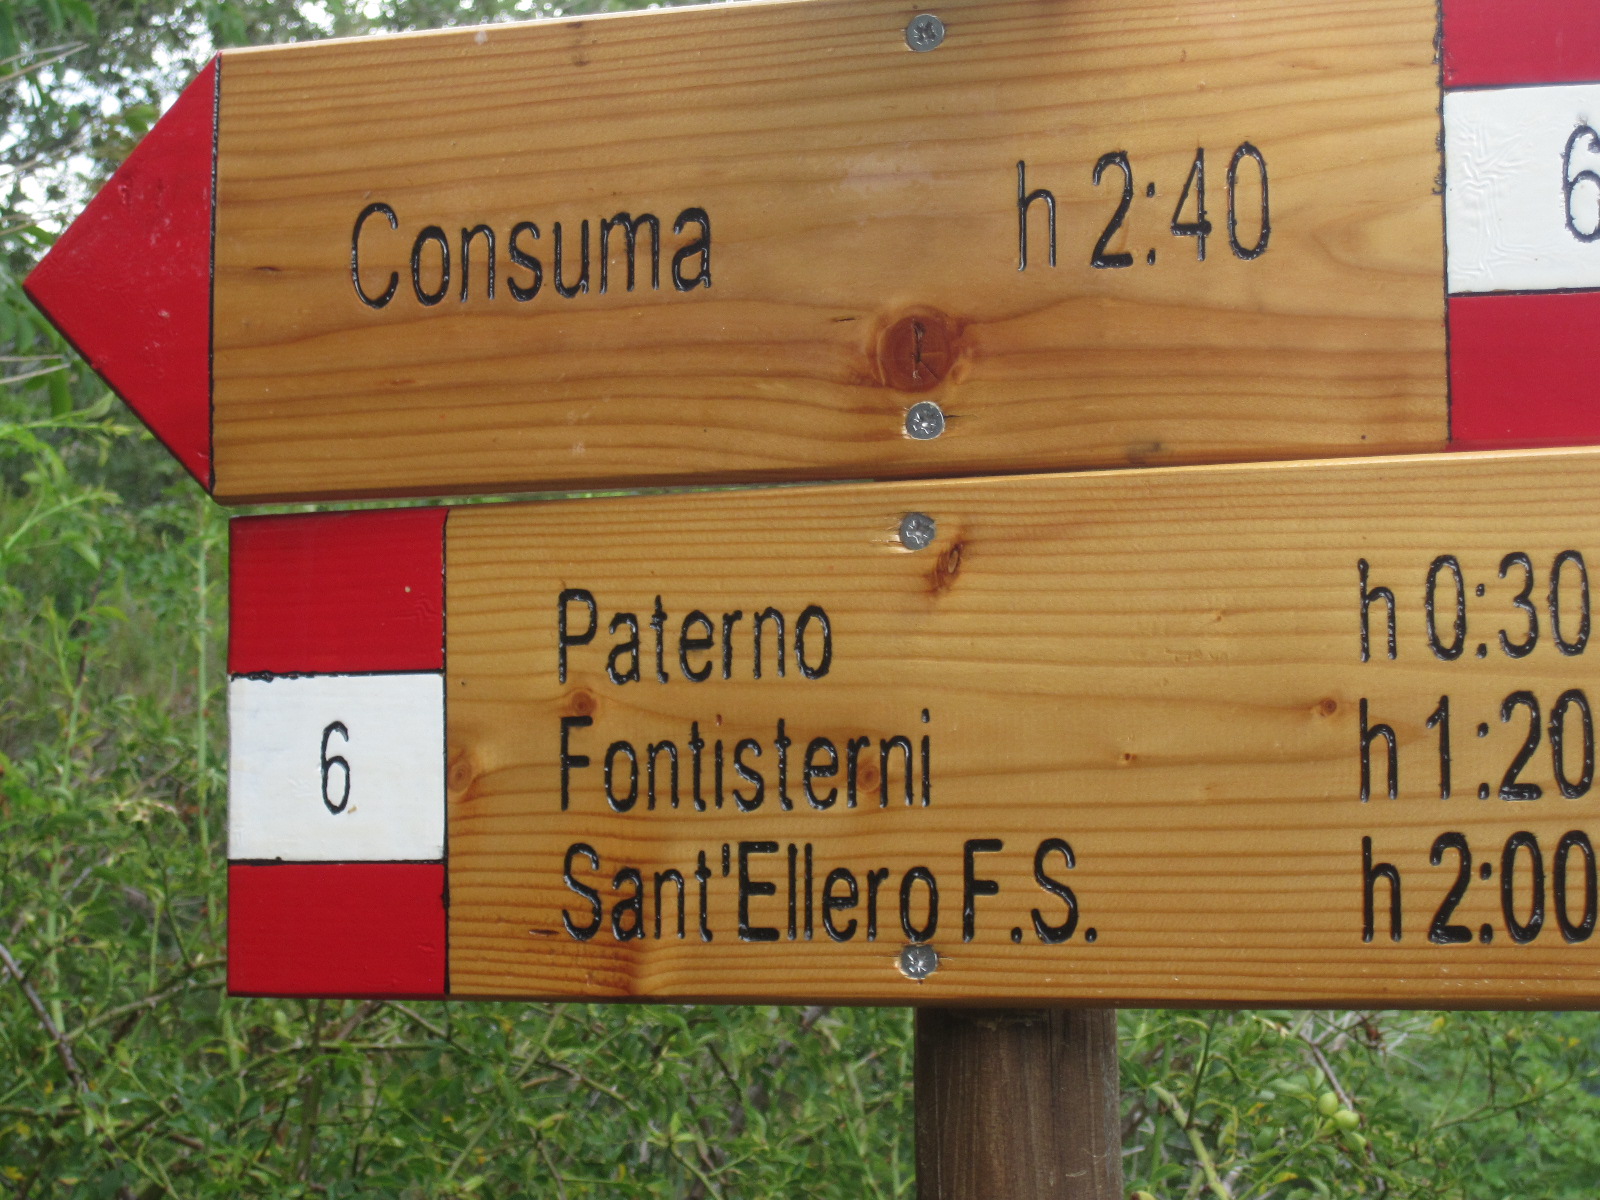 Consuma h 2:40 6
Paterno h 0:30
6 Fontisterni h 1:20
Sant'Ellero F.S. h 2:00